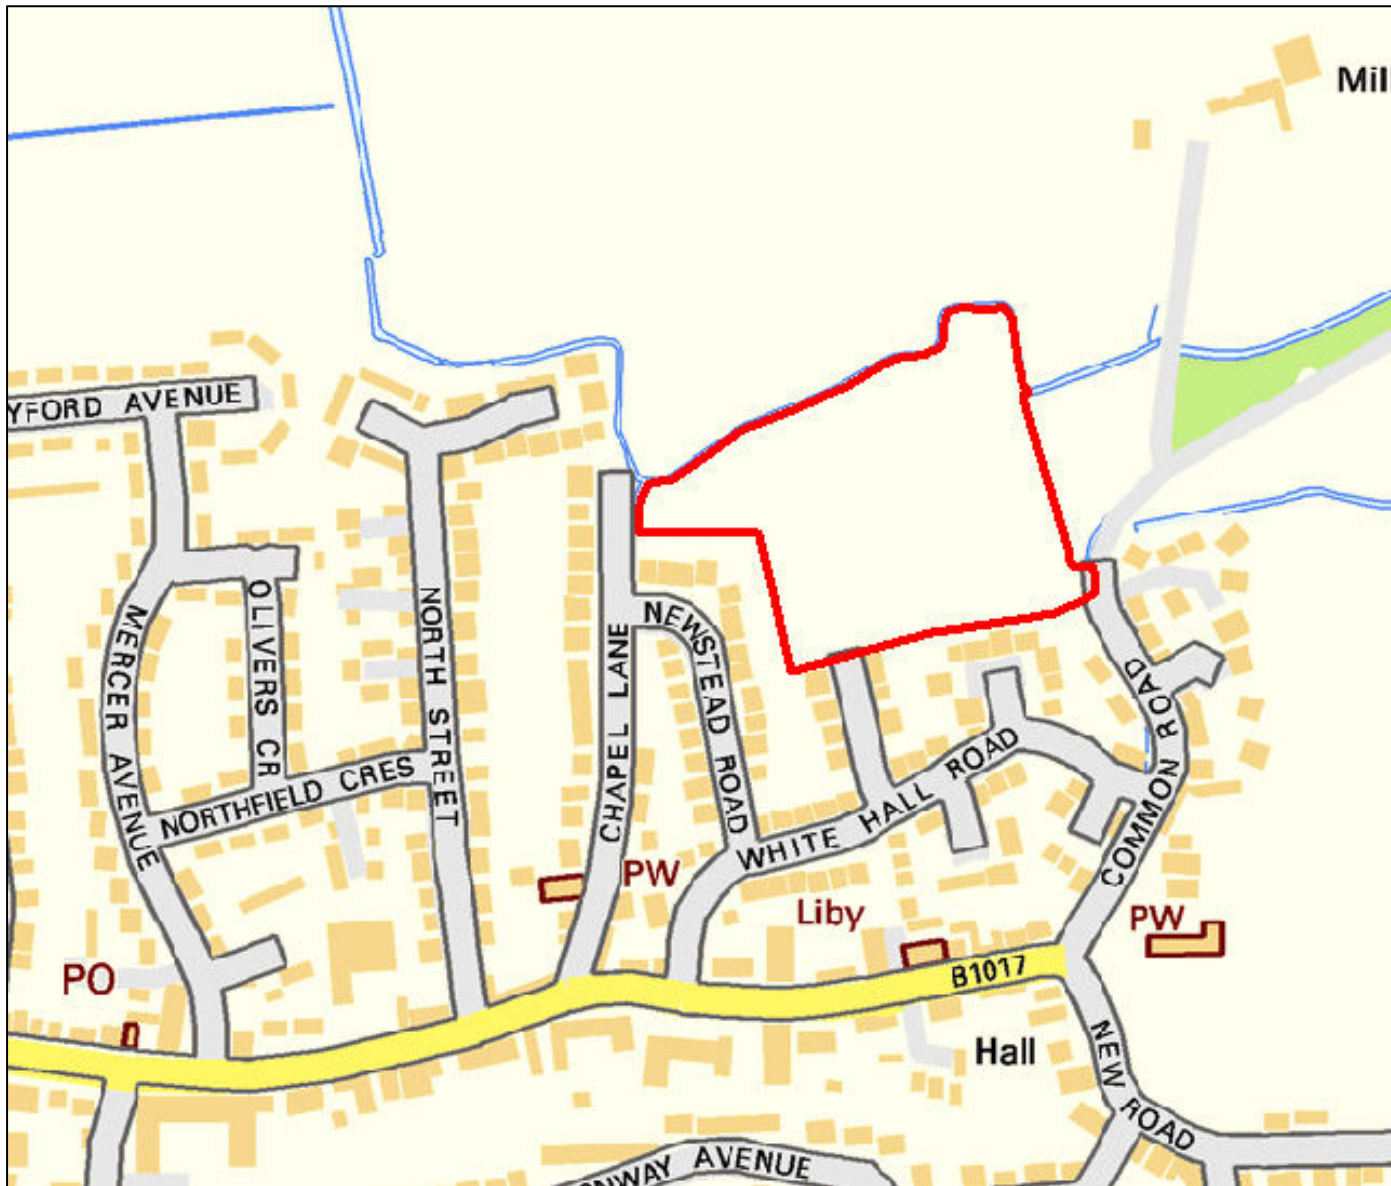 Mill
YFORD AVENUE
OLIVERS CR
MERCER AVENUE
NORTHFIELD CRES
NORTH STREET
CHAPEL LANE
NEWSTEAD ROAD
WHITE HALL ROAD
COMMON ROAD
PW
Liby
PW
PO
B1017
Hall
NEW ROAD
NWAY AVENUE